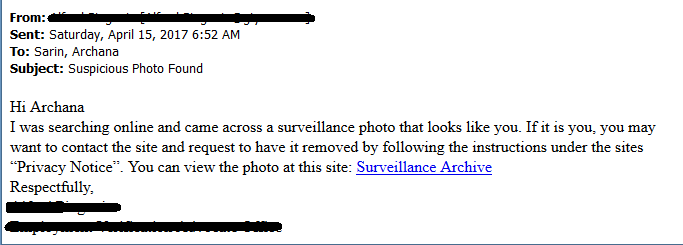 From:
Sent: Saturday, April 15, 2017 6:52 AM
To: Sarin, Archana
Subject: Suspicious Photo Found
Hi Archana
I was searching online and came across a surveillance photo that looks like you. If it is you, you may
want to contact the site and request to have it removed by following the instructions under the sites
“Privacy Notice”. You can view the photo at this site: Surveillance Archive
Respectfully,